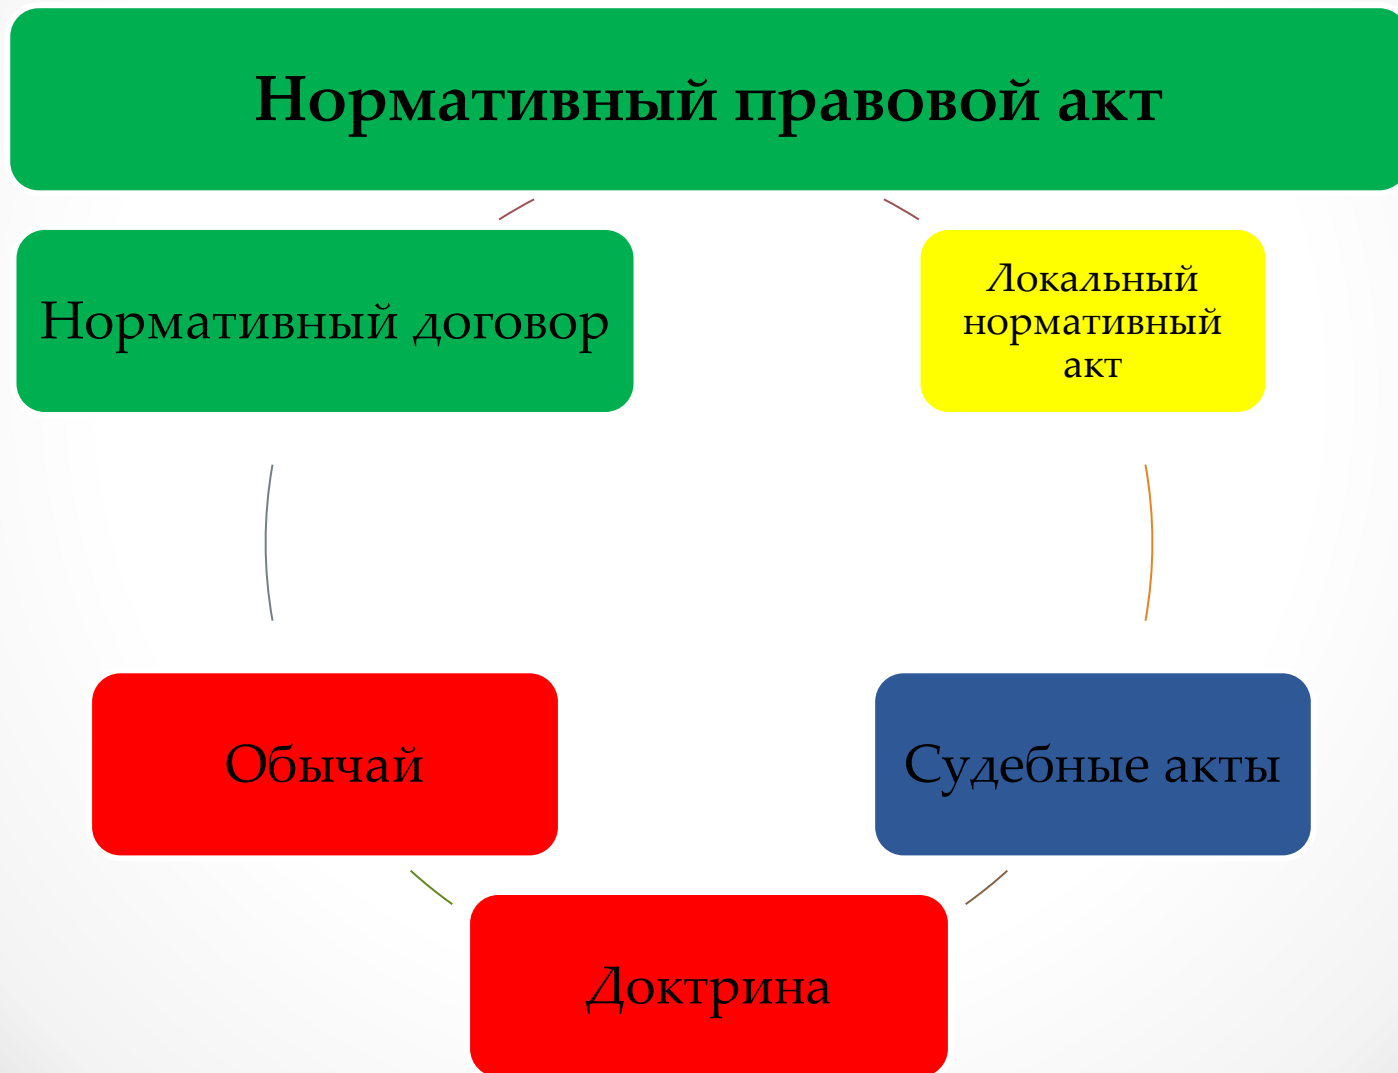 Нормативный правовой акт
Нормативный договор
Локальный
нормативный
акт
Обычай
Судебные акты
Доктрина